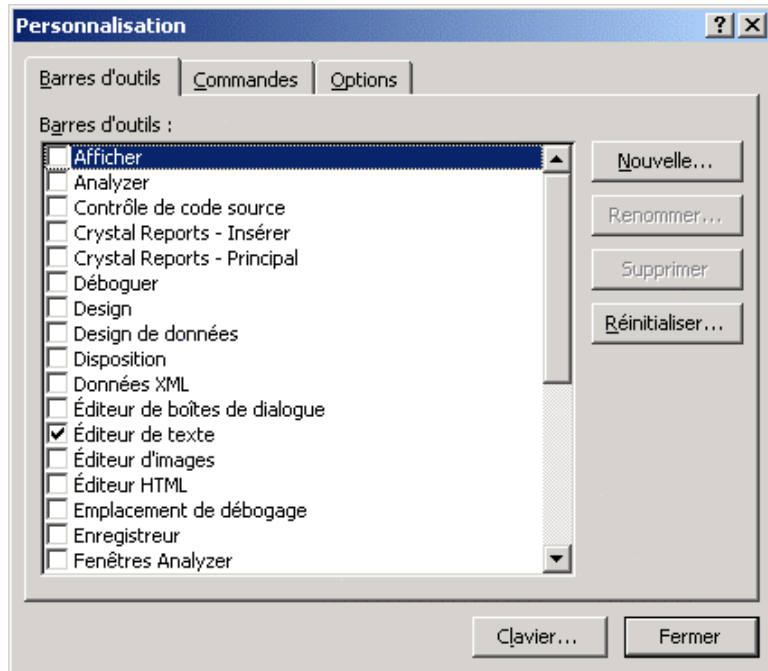 Personnalisation
Barres d'outils
Commandes
Options
Barres d'outils :
Afficher
Analyzer
Contrôle de code source
Crystal Reports - Insérer
Crystal Reports - Principal
Déboguer
Design
Design de données
Disposition
Données XML
Éditeur de boîtes de dialogue
Éditeur de texte
Éditeur d'images
Éditeur HTML
Emplacement de débogage
Enregistreur
Fenêtres Analyzer
Nouvelle...
Renommer...
Supprimer
Réinitialiser...
Clavier...
Fermer